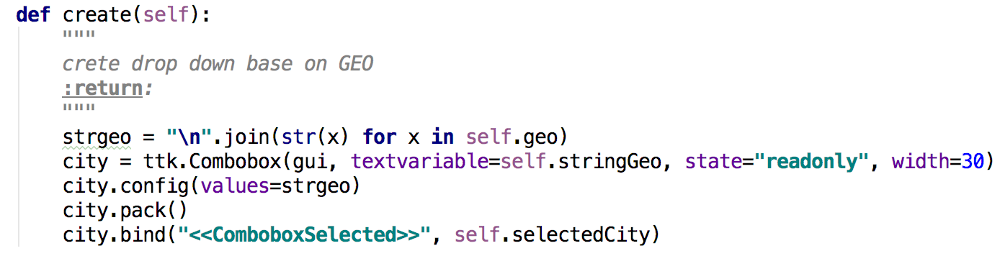 def create(self):
    """
    crete drop down base on GEO
    :return:
    """
    strgeo = "\n".join(str(x) for x in self.geo)
    city = ttk.Combobox(gui, textvariable=self.stringGeo, state="readonly", width=30)
    city.config(values=strgeo)
    city.pack()
    city.bind("<<ComboboxSelected>>", self.selectedCity)